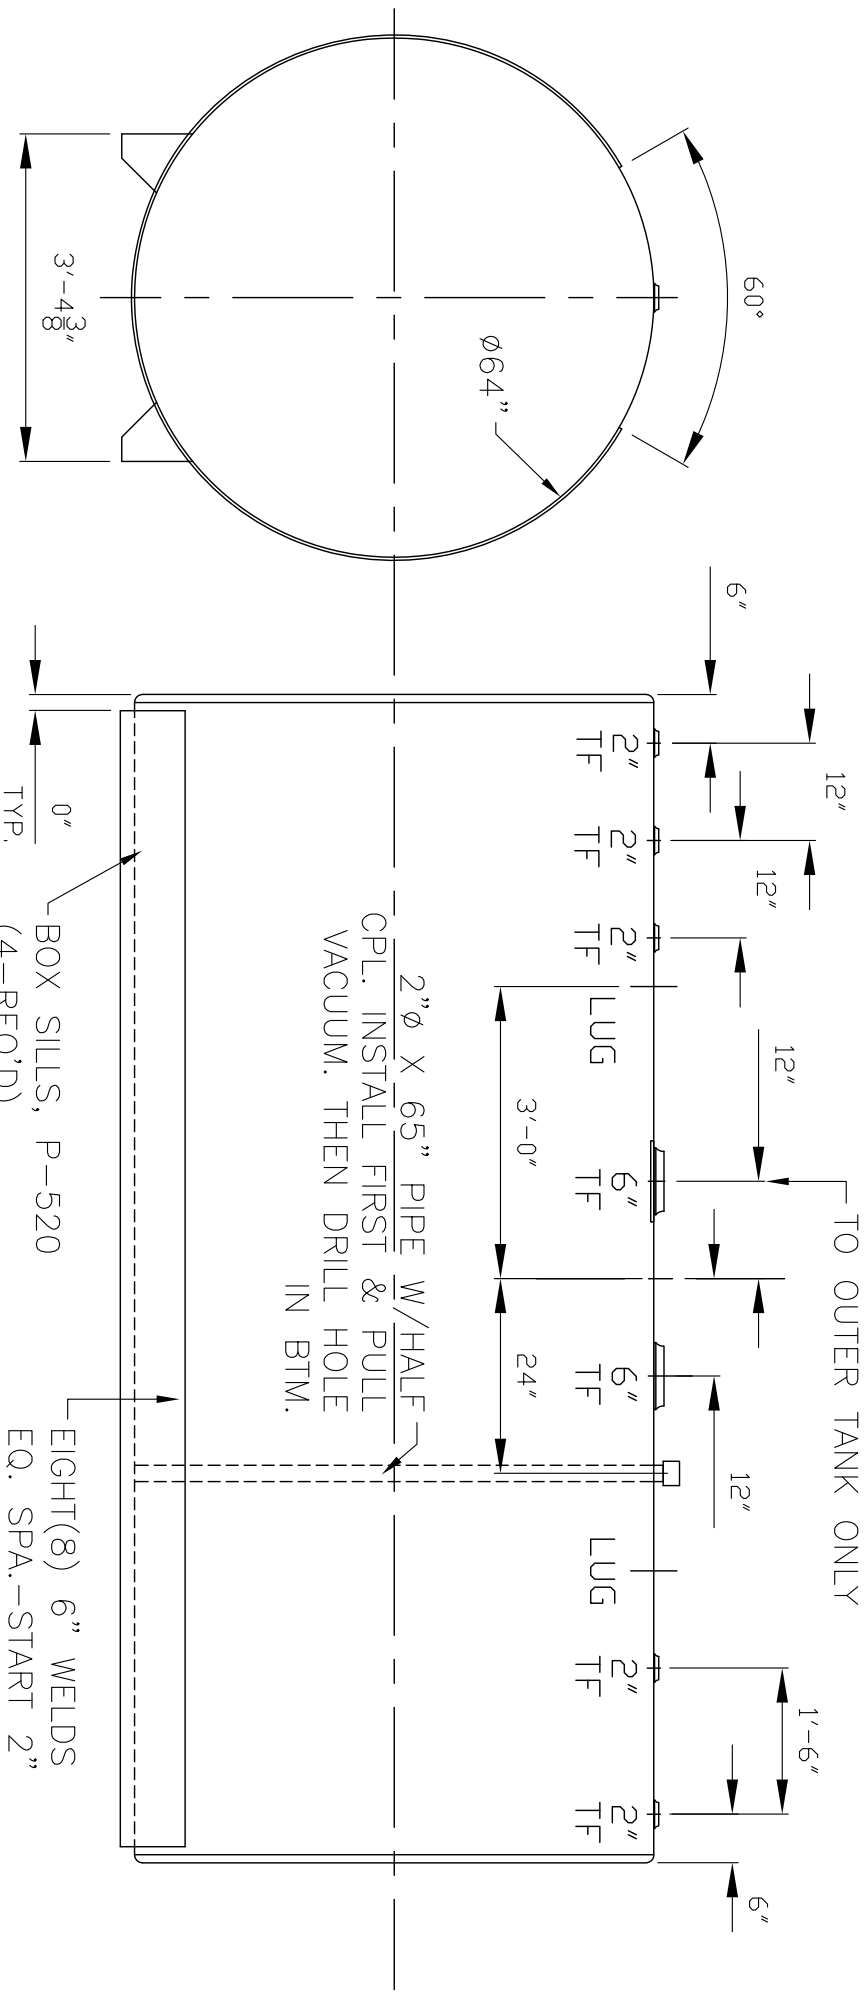 60°
Ø64"
3'-4 3/8"
6"
12"
12"
12"
TO OUTER TANK ONLY
12"
1'-6"
6"
2"
TF
2"
TF
2"
TF
LUG
6"
TF
6"
TF
LUG
2"
TF
2"
TF
3'-0"
24"
2"Ø X 65" PIPE W/HALF
CPL. INSTALL FIRST & PULL
VACUUM. THEN DRILL HOLE
IN BTM.
0"
TYP.
BOX SILLS, P-520
(4-REQ'D)
EIGHT(8) 6" WELDS
EQ. SPA.-START 2"